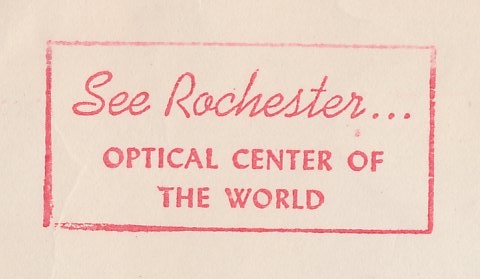 See Rochester...
OPTICAL CENTER OF
THE WORLD